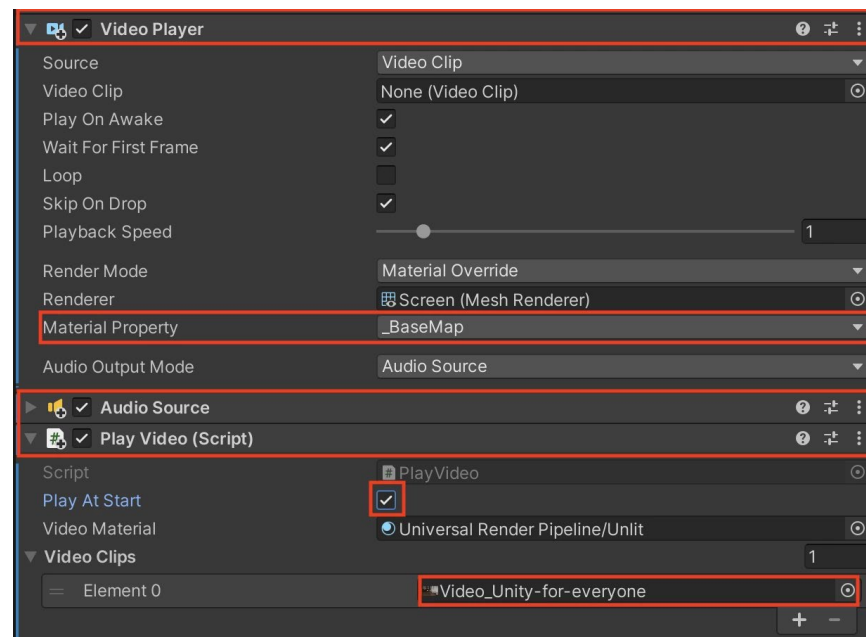 Video Player
Source Video Clip
Video Clip None (Video Clip)
Play On Awake
Wait For First Frame
Loop
Skip On Drop
Playback Speed 1
Render Mode Material Override
Renderer Screen (Mesh Renderer)
Material Property _BaseMap
Audio Output Mode Audio Source
Audio Source
# Play Video (Script)
Script # PlayVideo
Play At Start
Video Material Universal Render Pipeline/Unlit
Video Clips 1
= Element 0 Video_Unity-for-everyone
+ −